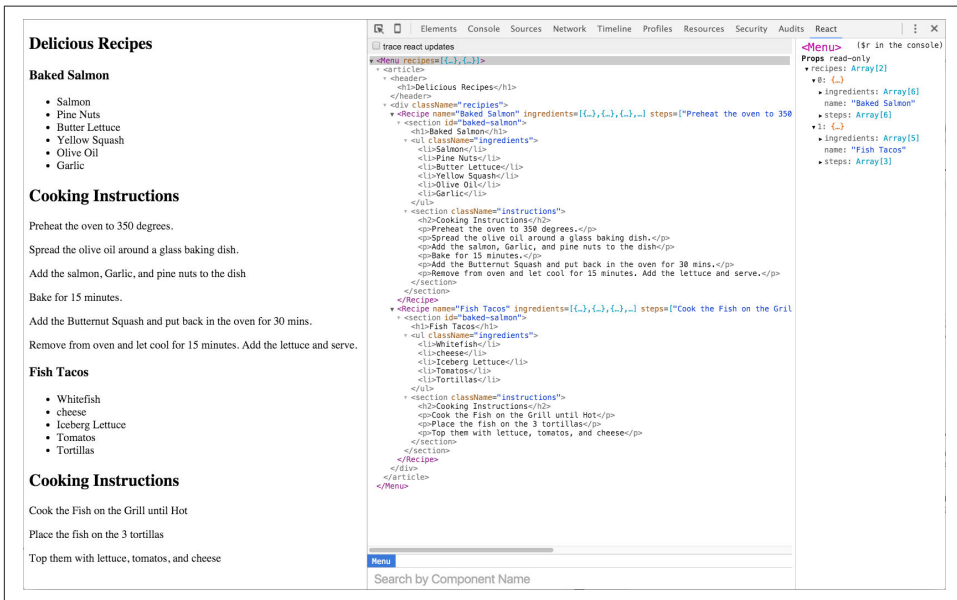 Delicious Recipes
Baked Salmon
Salmon
Pine Nuts
Butter Lettuce
Yellow Squash
Olive Oil
Garlic
Cooking Instructions
Preheat the oven to 350 degrees.
Spread the olive oil around a glass baking dish.
Add the salmon, Garlic, and pine nuts to the dish
Bake for 15 minutes.
Add the Butternut Squash and put back in the oven for 30 mins.
Remove from oven and let cool for 15 minutes. Add the lettuce and serve.
Fish Tacos
Whitefish
cheese
Iceberg Lettuce
Tomatos
Tortillas
Cooking Instructions
Cook the Fish on the Grill until Hot
Place the fish on the 3 tortillas
Top them with lettuce, tomatos, and cheese
Elements Console Sources Network Timeline Profiles Resources Security Audits React
trace react updates
<Menu recipes=[{…},{…}]>
<article>
<header>
<h1>Delicious Recipes</h1>
</header>
<div className="recipies">
<Recipe name="Baked Salmon" ingredients=[{…},{…},{…},…] steps=["Preheat the oven to 350
<section id="baked-salmon">
<h1>Baked Salmon</h1>
<ul className="ingredients">
<li>Salmon</li>
<li>Pine Nuts</li>
<li>Butter Lettuce</li>
<li>Yellow Squash</li>
<li>Olive Oil</li>
<li>Garlic</li>
</ul>
<section className="instructions">
<h2>Cooking Instructions</h2>
<p>Preheat the oven to 350 degrees.</p>
<p>Spread the olive oil around a glass baking dish.</p>
<p>Add the salmon, Garlic, and pine nuts to the dish</p>
<p>Bake for 15 minutes.</p>
<p>Add the Butternut Squash and put back in the oven for 30 mins.</p>
<p>Remove from oven and let cool for 15 minutes. Add the lettuce and serve.</p>
</section>
</section>
</Recipe>
<Recipe name="Fish Tacos" ingredients=[{…},{…},{…},…] steps=["Cook the Fish on the Gril
<section id="baked-salmon">
<h1>Fish Tacos</h1>
<ul className="ingredients">
<li>Whitefish</li>
<li>cheese</li>
<li>Iceberg Lettuce</li>
<li>Tomatos</li>
<li>Tortillas</li>
</ul>
<section className="instructions">
<h2>Cooking Instructions</h2>
<p>Cook the Fish on the Grill until Hot</p>
<p>Place the fish on the 3 tortillas</p>
<p>Top them with lettuce, tomatos, and cheese</p>
</section>
</section>
</Recipe>
</div>
</article>
</Menu>
Menu
Search by Component Name
<Menu> ($r in the console)
Props read-only
recipes: Array[2]
0: {…}
ingredients: Array[6]
name: "Baked Salmon"
steps: Array[6]
1: {…}
ingredients: Array[5]
name: "Fish Tacos"
steps: Array[3]